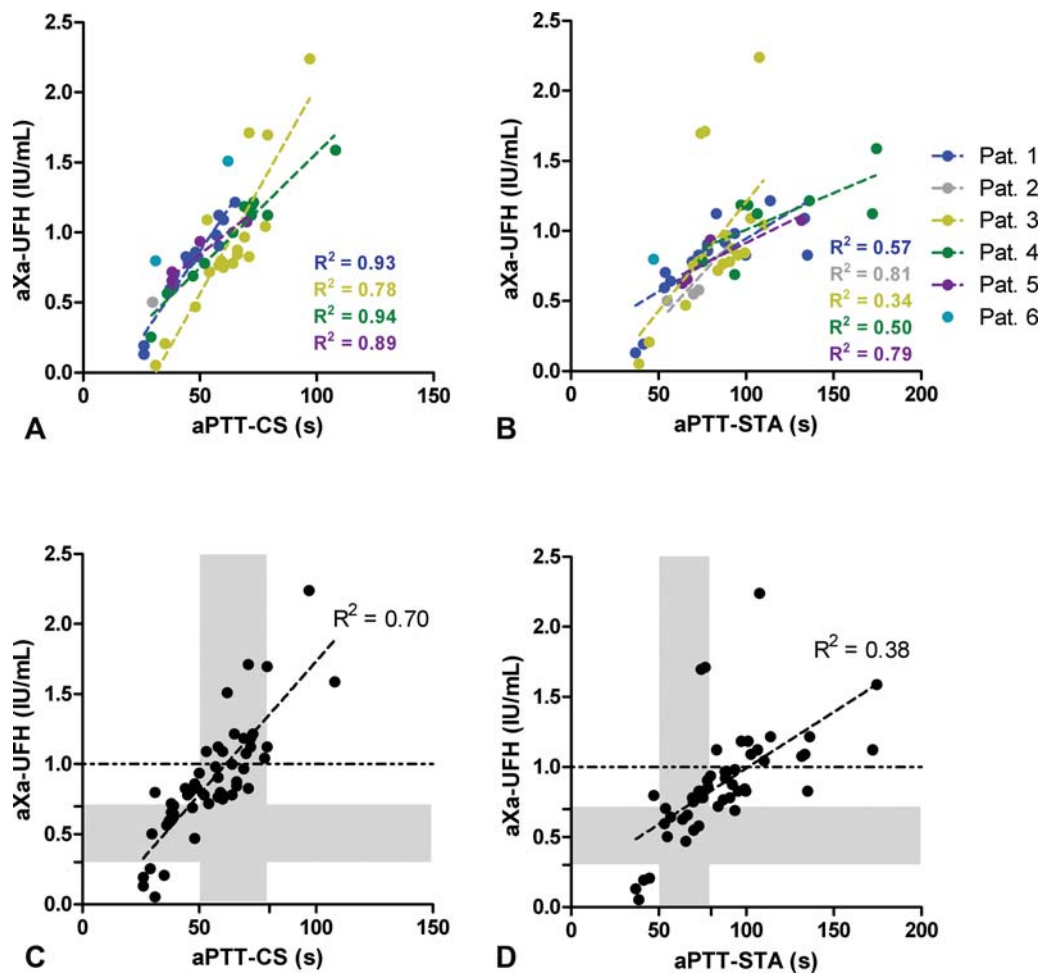 2.5
2.0
1.5
1.0
0.5
0.0
aXa-UFH (IU/mL)
R² = 0.93
R² = 0.78
R² = 0.94
R² = 0.89
0 50 100 150
A aPTT-CS (s)
2.5
2.0
1.5
1.0
0.5
0.0
aXa-UFH (IU/mL)
R² = 0.57
R² = 0.81
R² = 0.34
R² = 0.50
R² = 0.79
0 50 100 150 200
B aPTT-STA (s)
Pat. 1
Pat. 2
Pat. 3
Pat. 4
Pat. 5
Pat. 6
2.5
2.0
1.5
1.0
0.5
0.0
aXa-UFH (IU/mL)
R² = 0.70
0 50 100 150
C aPTT-CS (s)
2.5
2.0
1.5
1.0
0.5
0.0
aXa-UFH (IU/mL)
R² = 0.38
0 50 100 150 200
D aPTT-STA (s)